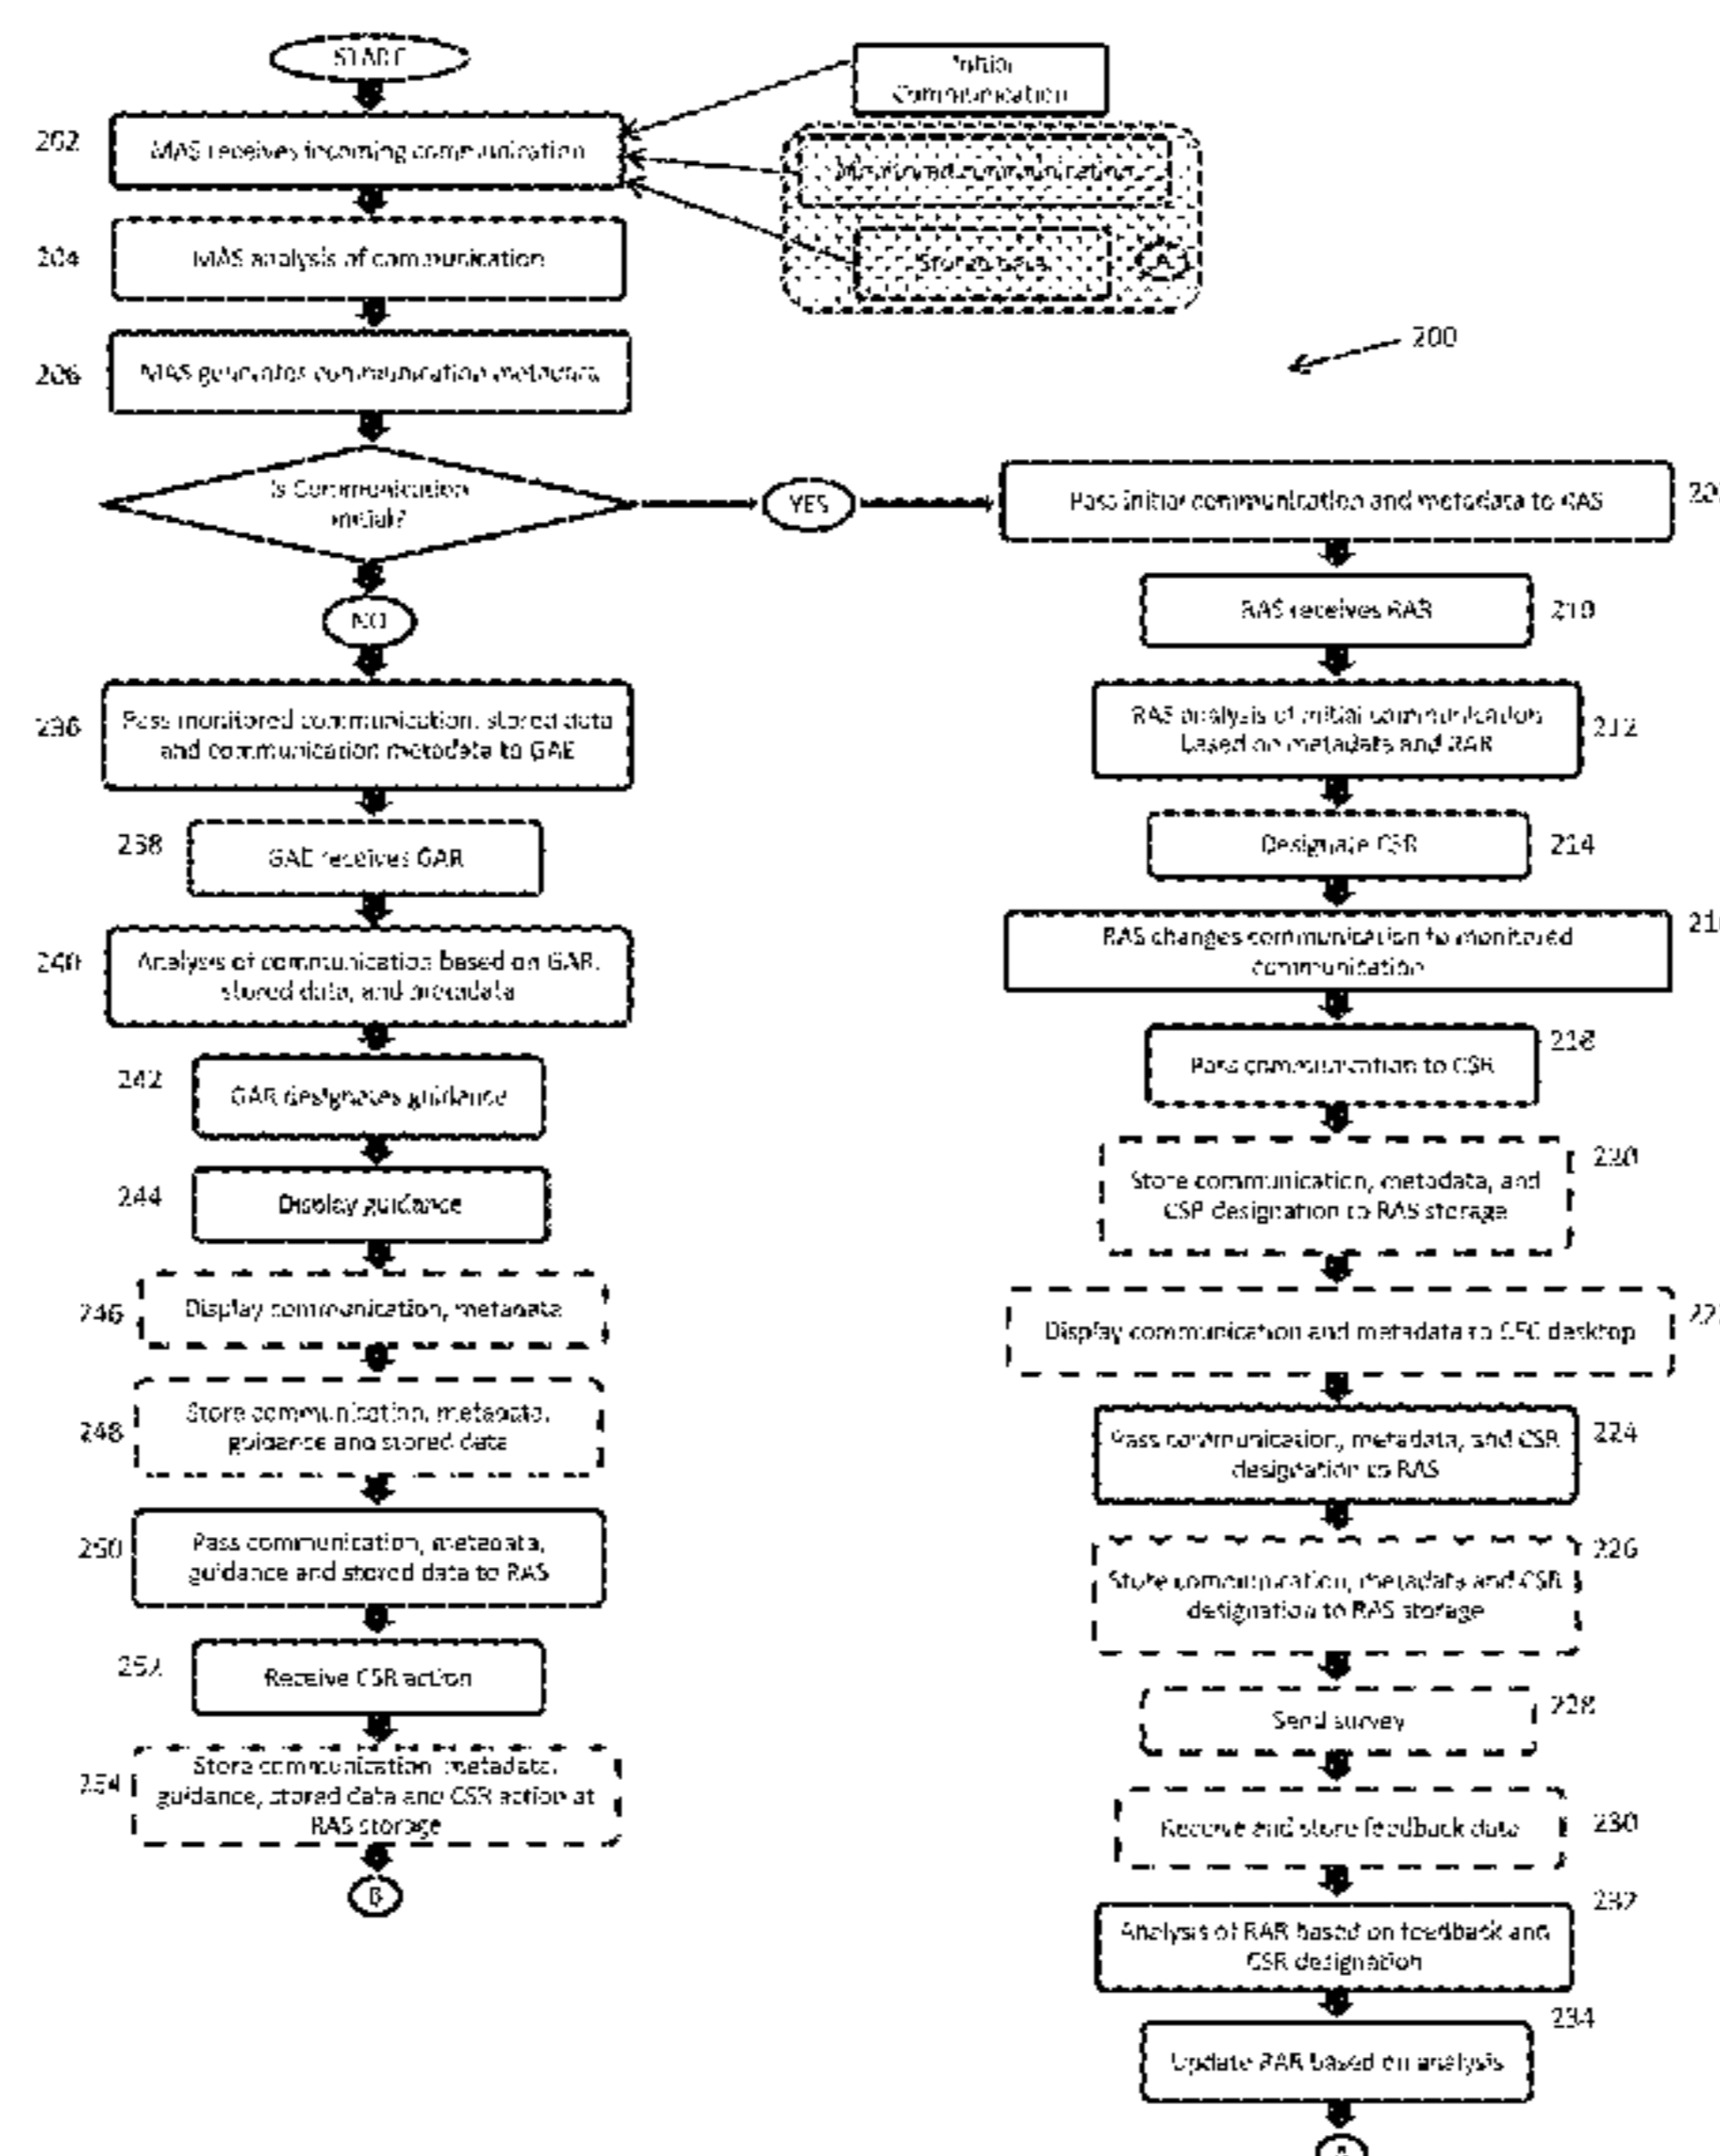 START
Initial
Communication
202
MAS receives incoming communication
Monitored communication
204
MAS analysis of communication
Stored data
A
200
206
MAS generates communication metadata
Is Communication
initial?
YES
Pass initial communication and metadata to RAS
20
NO
RAS receives RAR
210
236
Pass monitored communication, stored data
and communication metadata to GAE
RAS analysis of initial communication
based on metadata and RAR
212
238
GAE receives GAR
Designate CSR
214
240
Analysis of communication based on GAR,
stored data, and metadata
RAS changes communication to monitored
communication
21
242
GAR designates guidance
Pass communication to CSR
218
244
Display guidance
Store communication, metadata, and
CSR designation to RAS storage
220
246
Display communication, metadata
Display communication and metadata to CEC desktop
22
248
Store communication, metadata,
guidance and stored data
Pass communication, metadata, and CSR
designation to RAS
224
250
Pass communication, metadata,
guidance and stored data to RAS
Store communication, metadata and CSR
designation to RAS storage
226
252
Receive CSR action
Send survey
228
254
Store communication, metadata,
guidance, stored data and CSR action at
RAS storage
Receive and store feedback data
230
B
Analysis of RAR based on feedback and
CSR designation
232
Update RAR based on analysis
234